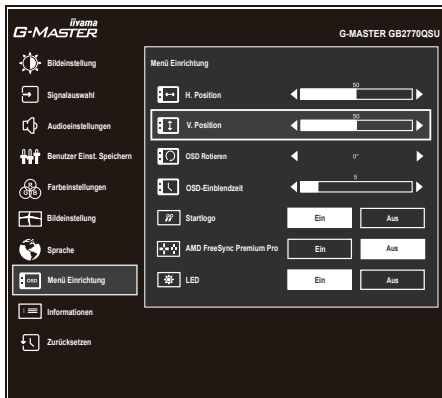 iiyama
G-MASTER
G-MASTER GB2770QSU
Bildeinstellung
Signalauswahl
Audioeinstellungen
Benutzer Einst. Speichern
R
G B
Farbeinstellungen
Bildeinstellung
Sprache
OSD
Menü Einrichtung
i
Informationen
Zurücksetzen
Menü Einrichtung
H. Position
50
V. Position
50
OSD Rotieren
0°
OSD-Einblendzeit
5
Startlogo
Ein
Aus
AMD FreeSync Premium Pro
Ein
Aus
LED
Ein
Aus